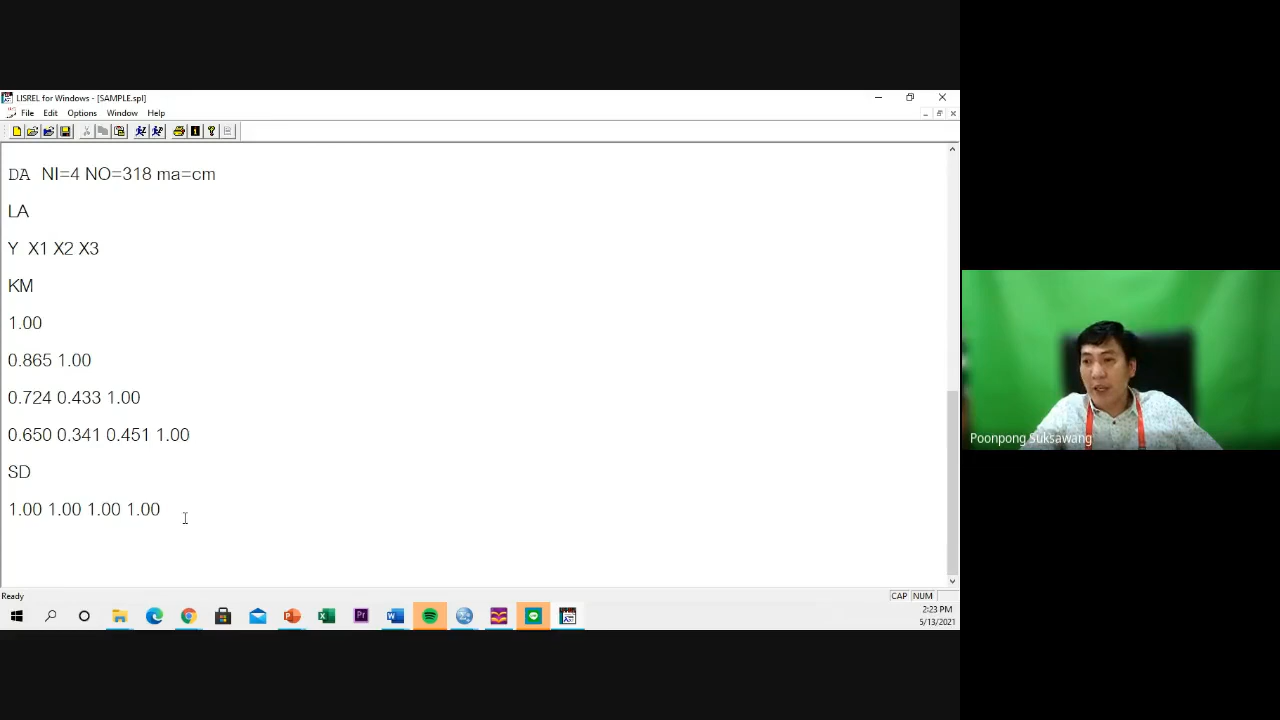 LISREL for Windows - [SAMPLE.spl]
File Edit Options Window Help
DA NI=4 NO=318 ma=cm
LA
Y X1 X2 X3
KM
1.00
0.865 1.00
0.724 0.433 1.00
0.650 0.341 0.451 1.00
SD
1.00 1.00 1.00 1.00
Poonpong Suksawang
Ready
CAP NUM
2:23 PM
5/13/2021